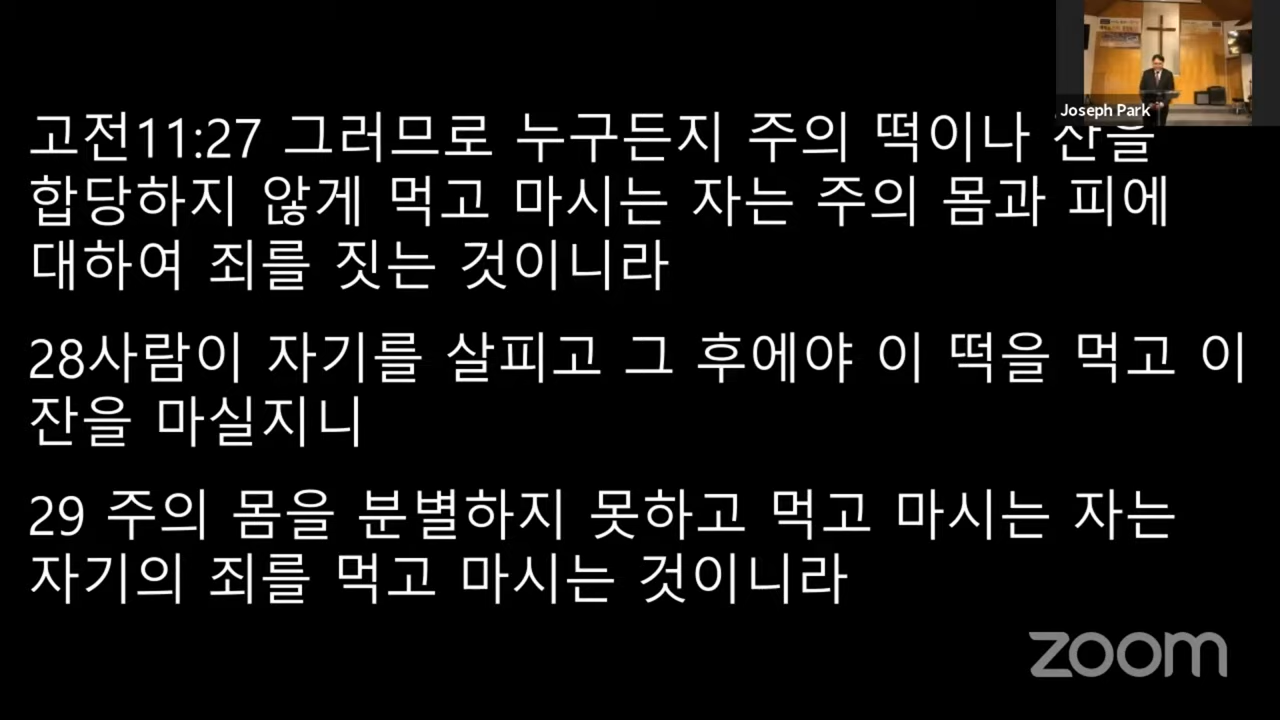 고전11:27 그러므로 누구든지 주의 떡이나 잔을
합당하지 않게 먹고 마시는 자는 주의 몸과 피에
대하여 죄를 짓는 것이니라
28사람이 자기를 살피고 그 후에야 이 떡을 먹고 이
잔을 마실지니
29 주의 몸을 분별하지 못하고 먹고 마시는 자는
자기의 죄를 먹고 마시는 것이니라
Joseph Park
zoom